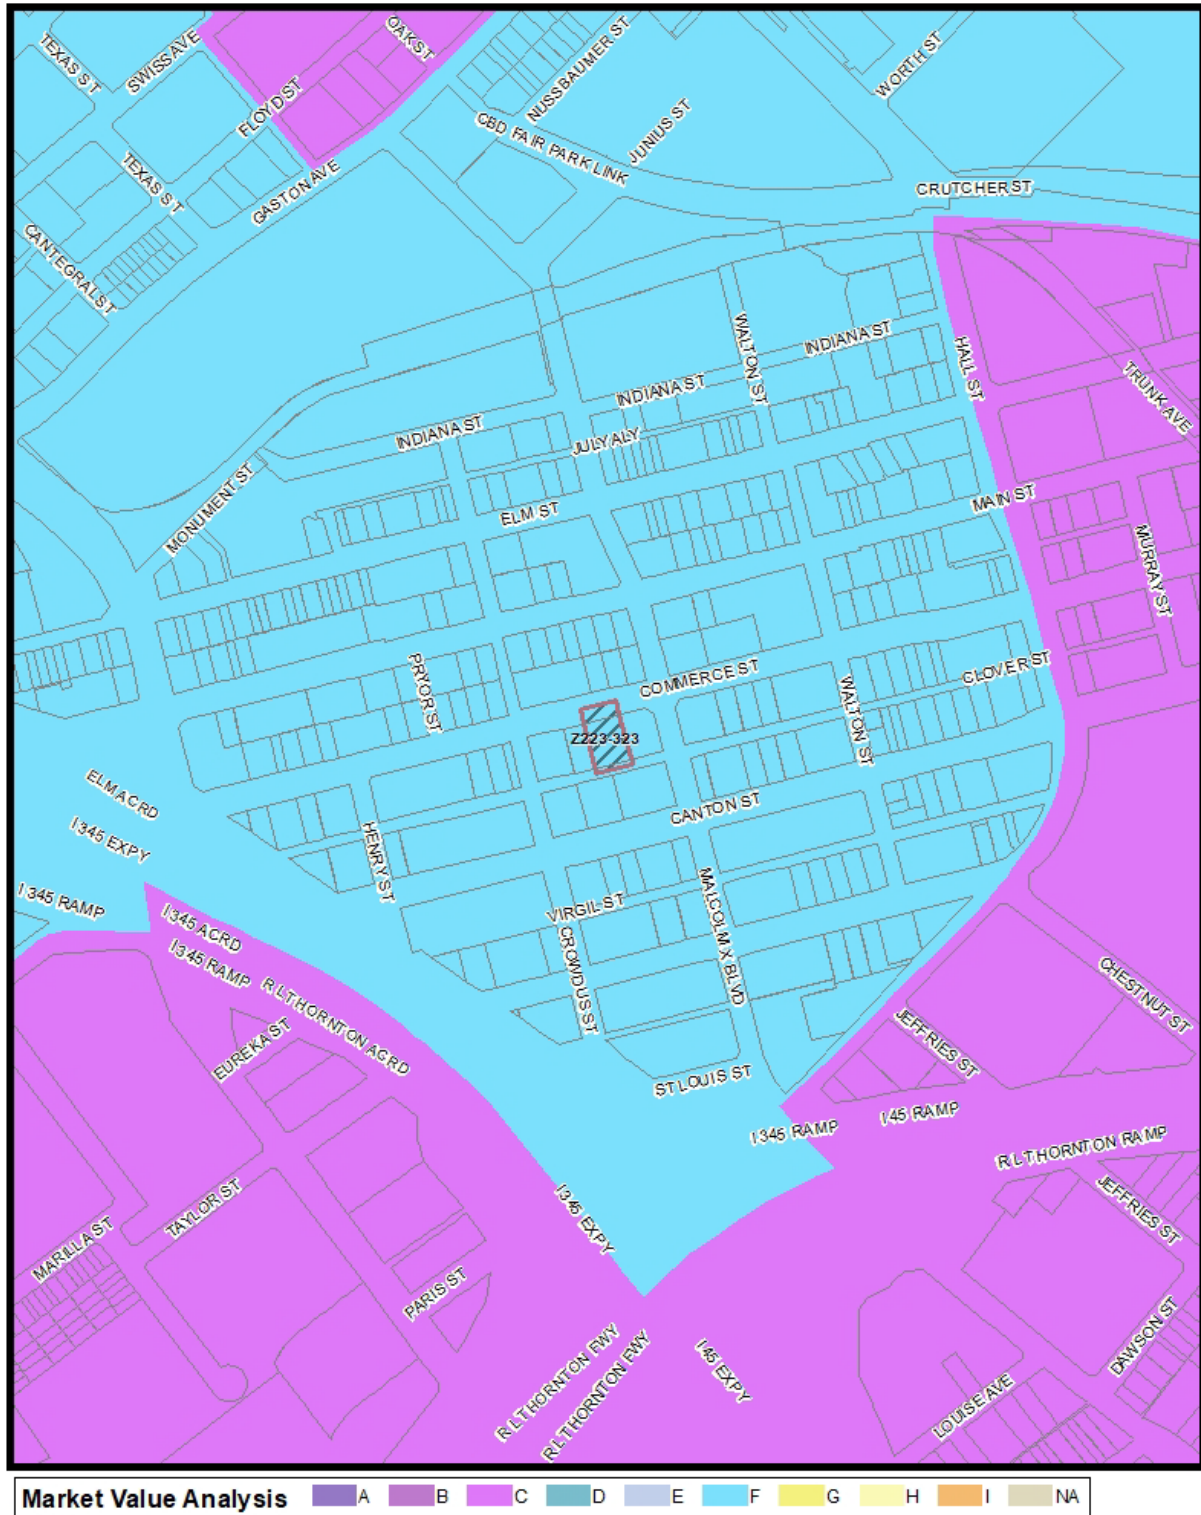 TEXAS ST
SWISS AVE
OAK ST
FLOYD ST
NUSSBAUMER ST
WORTH ST
CBD FAIR PARK LINK
JUNIUS ST
TEXAS ST
GASTON AVE
CRUTCHER ST
CANTEGRAL ST
WALTON ST
INDIANA ST
HALL ST
TRUNK AVE
INDIANA ST
INDIANA ST
JULY ALY
MONUMENT ST
ELM ST
MAIN ST
MURRAY ST
PRYOR ST
COMMERCE ST
WALTON ST
CLOVER ST
Z223-323
ELM ACRD
I 345 EXPY
HENRY ST
CANTON ST
I 345 RAMP
I 345 ACRD
I 345 RAMP
VIRGIL ST
CROWDUS ST
MALCOLM X BLVD
R L THORNTON ACRD
CHESTNUT ST
EUREKA ST
JEFFRIES ST
ST LOUIS ST
I 345 RAMP
I 45 RAMP
R L THORNTON RAMP
TAYLOR ST
I 345 EXPY
JEFFRIES ST
MARILLA ST
PARIS ST
R L THORNTON FWY
R L THORNTON FWY
I 45 EXPY
DAWSON ST
LOUISE AVE
Market Value Analysis A B C D E F G H I NA